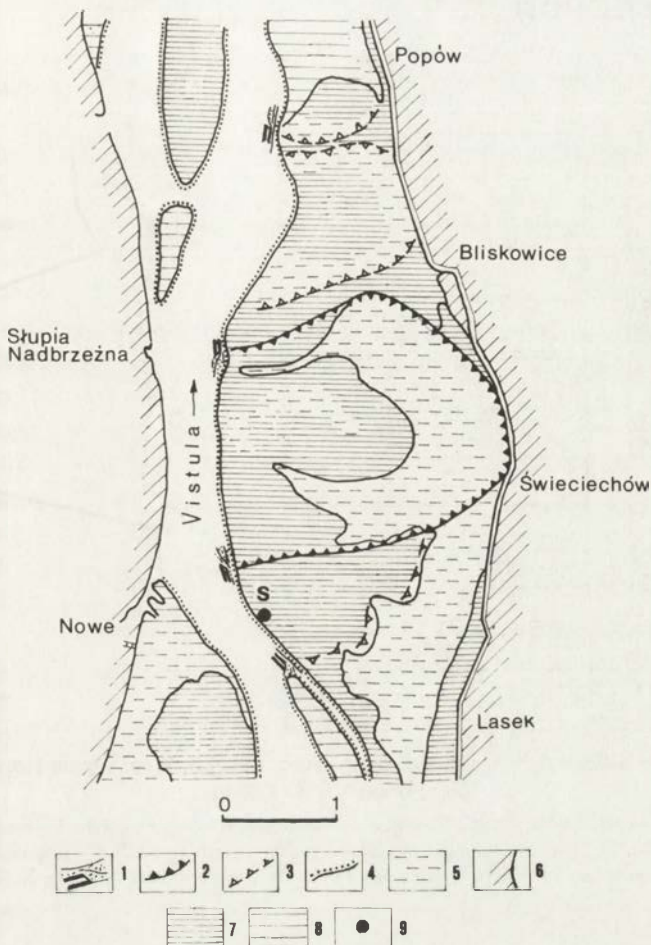 Popów
Bliskowice
Słupia
Nadbrzeżna
Vistula
Świeciechów
S
Nowe
Lasek
0 1
1 2 3 4 5 6
7 8 9